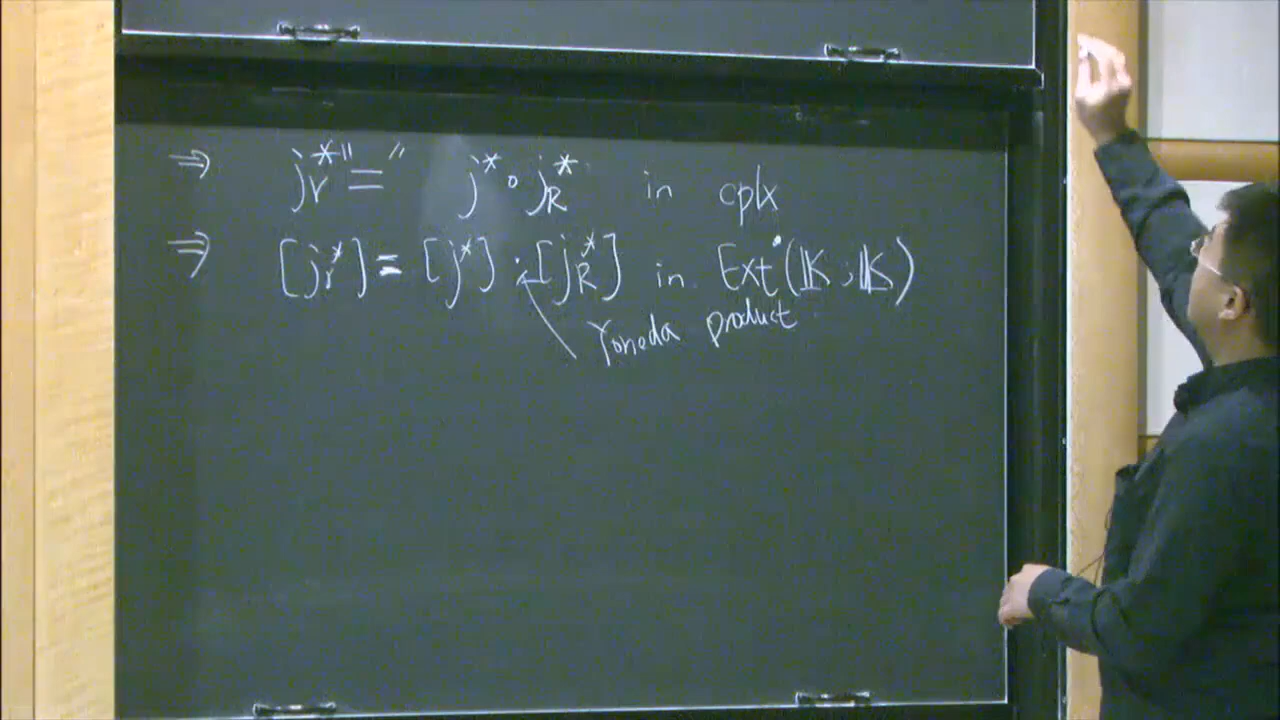 ⇒ j_r^* "=" j^* ∘ j_R^* in cplx
⇒ [j_r^*] = [j^*] · [j_R^*] in Ext^•(𝕂, 𝕂)
Yoneda product